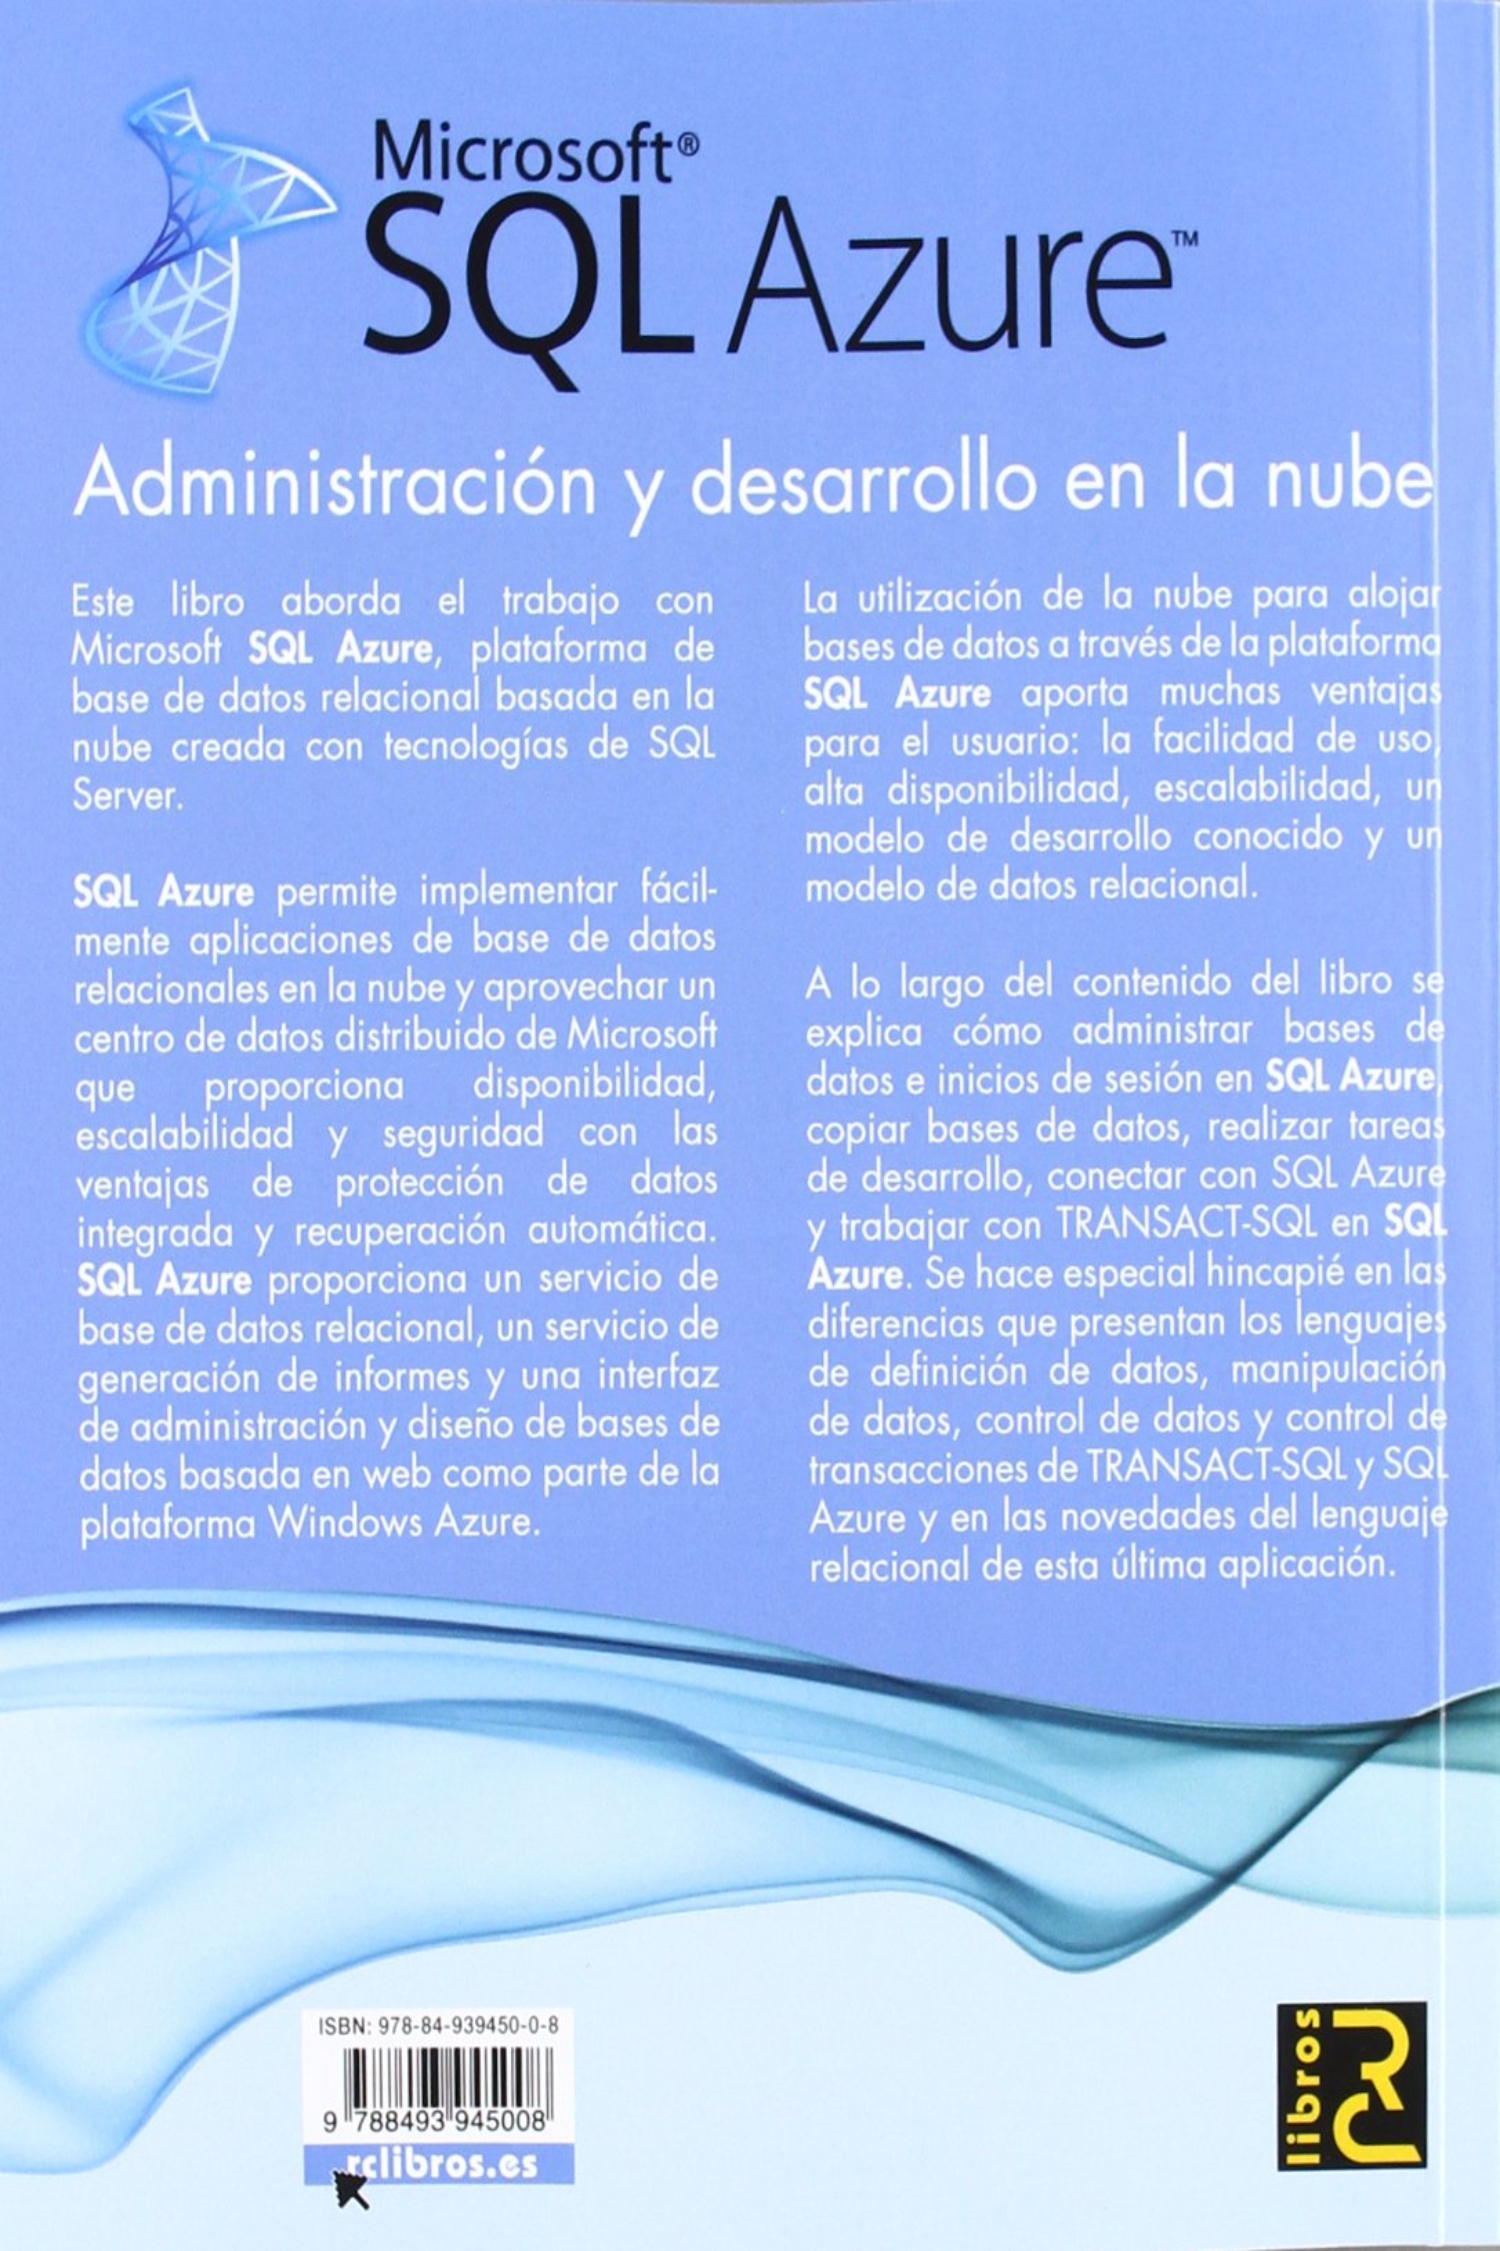 Microsoft®
SQL Azure™
Administración y desarrollo en la nube
Este libro aborda el trabajo con
Microsoft SQL Azure, plataforma de
base de datos relacional basada en la
nube creada con tecnologías de SQL
Server.
SQL Azure permite implementar fácil-
mente aplicaciones de base de datos
relacionales en la nube y aprovechar un
centro de datos distribuido de Microsoft
que proporciona disponibilidad,
escalabilidad y seguridad con las
ventajas de protección de datos
integrada y recuperación automática.
SQL Azure proporciona un servicio de
base de datos relacional, un servicio de
generación de informes y una interfaz
de administración y diseño de bases de
datos basada en web como parte de la
plataforma Windows Azure.
La utilización de la nube para alojar
bases de datos a través de la plataforma
SQL Azure aporta muchas ventajas
para el usuario: la facilidad de uso,
alta disponibilidad, escalabilidad, un
modelo de desarrollo conocido y un
modelo de datos relacional.
A lo largo del contenido del libro se
explica cómo administrar bases de
datos e inicios de sesión en SQL Azure,
copiar bases de datos, realizar tareas
de desarrollo, conectar con SQL Azure
y trabajar con TRANSACT-SQL en SQL
Azure. Se hace especial hincapié en las
diferencias que presentan los lenguajes
de definición de datos, manipulación
de datos, control de datos y control de
transacciones de TRANSACT-SQL y SQL
Azure y en las novedades del lenguaje
relacional de esta última aplicación.
ISBN: 978-84-939450-0-8
9 788493 945008
rclibros.es
RC libros